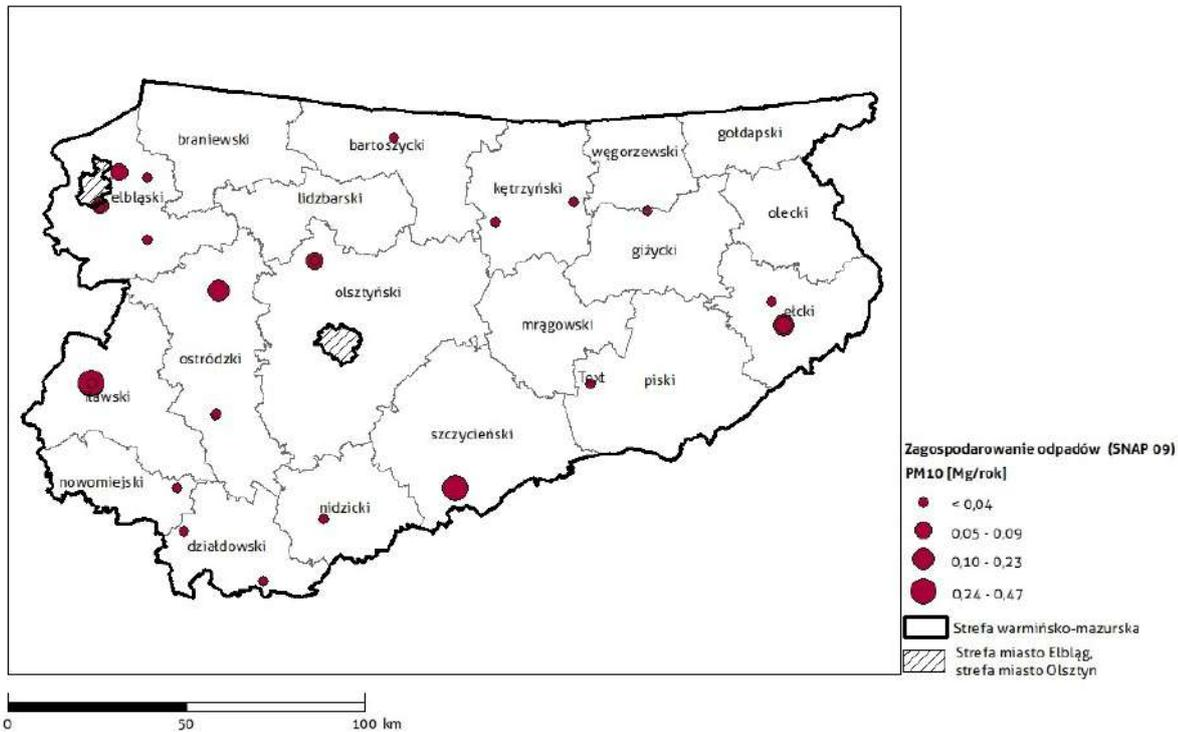 gołdapski
braniewski
bartoszycki
węgorzewski
kętrzyński
elbląski
lidzbarski
olecki
giżycki
olsztyński
ełcki
mrągowski
ostródzki
Text
piski
iławski
szczycieński
nowomiejski
nidzicki
działdowski
Zagospodarowanie odpadów (SNAP 09)
PM10 [Mg/rok]
< 0,04
0,05 - 0,09
0,10 - 0,23
0,24 - 0,47
Strefa warmińsko-mazurska
Strefa miasto Elbląg,
strefa miasto Olsztyn
0 50 100 km